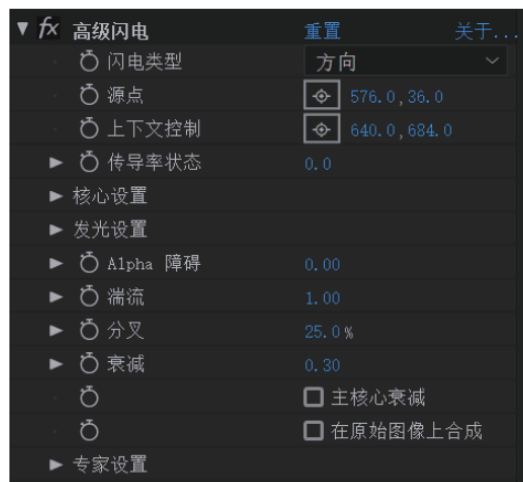 fx 高级闪电 重置 关于...
闪电类型 方向
源点 576.0,36.0
上下文控制 640.0,684.0
传导率状态 0.0
核心设置
发光设置
Alpha 障碍 0.00
湍流 1.00
分叉 25.0%
衰减 0.30
主核心衰减
在原始图像上合成
专家设置